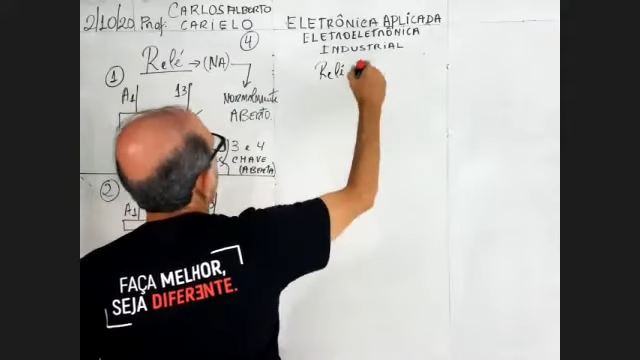 2/10/20 Prof: CARLOS ALBERTO
CARIELO
④
ELETRÔNICA APLICADA
ELETROELETRÔNICA
INDUSTRIAL
Relé → (NA)
NORMALMENTE
ABERTO.
① A1 13
3 e 4
CHAVE
(ABERTA)
② A1
Relé
FAÇA MELHOR,
SEJA DIFERENTE.